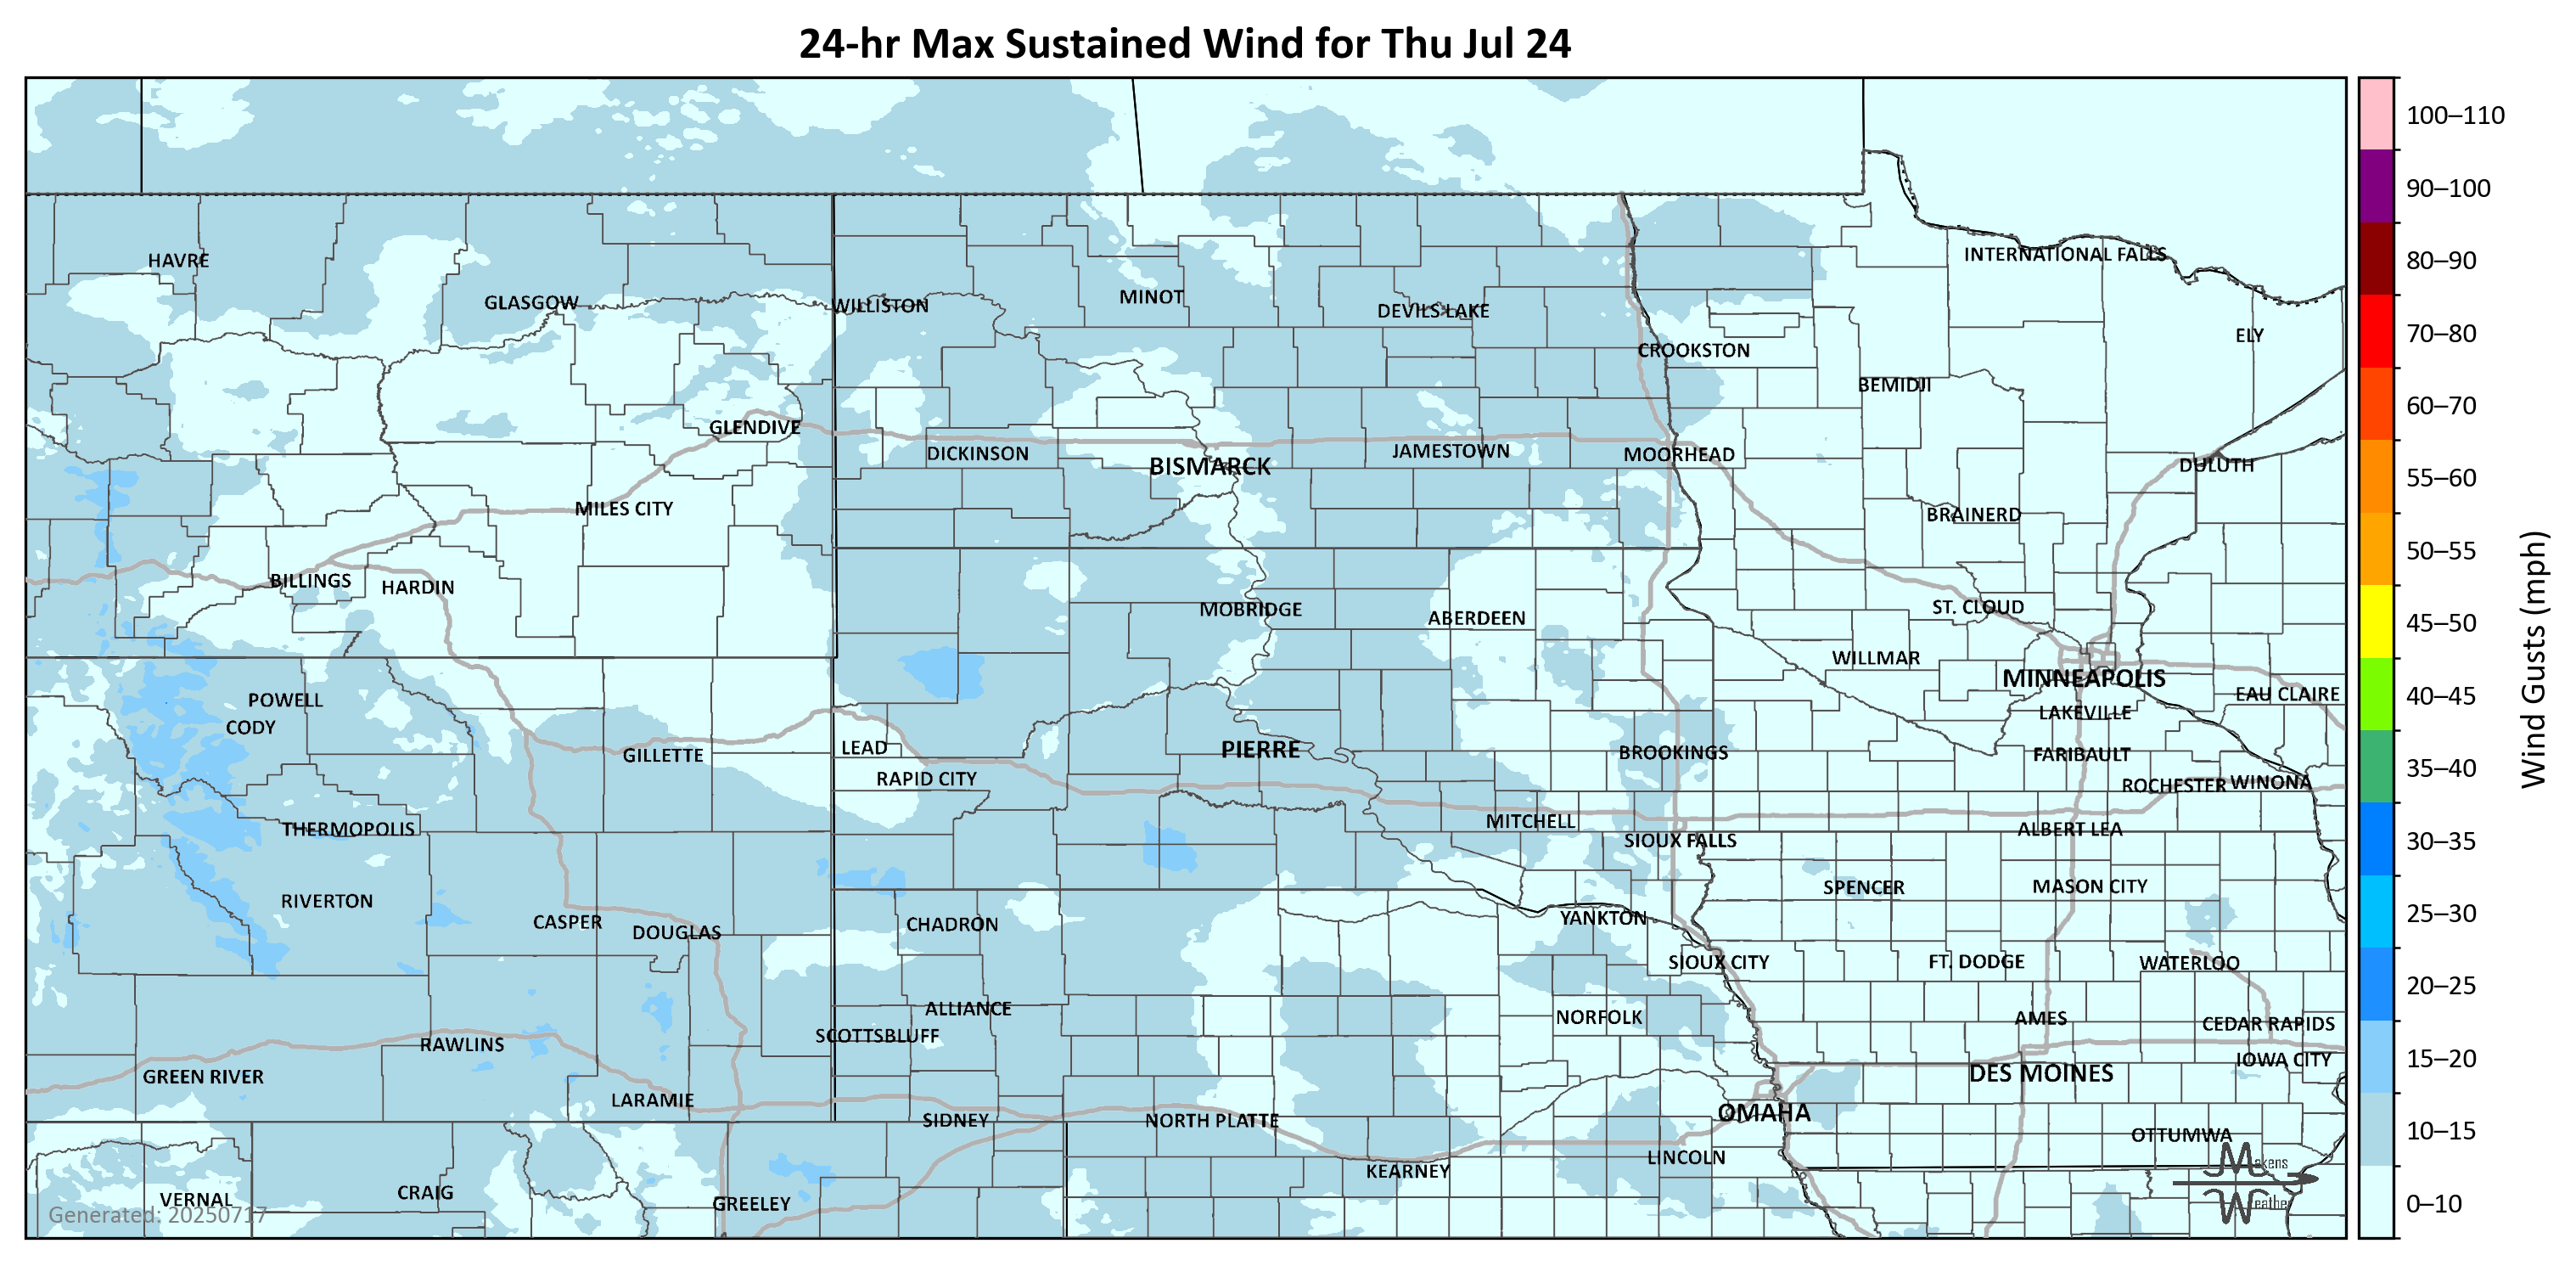 24-hr Max Sustained Wind for Thu Jul 24
100–110
90–100
80–90
70–80
60–70
55–60
50–55
45–50
40–45
35–40
30–35
25–30
20–25
15–20
10–15
0–10
Wind Gusts (mph)
HAVRE
INTERNATIONAL FALLS
GLASGOW
WILLISTON
MINOT
DEVILS LAKE
ELY
CROOKSTON
BEMIDJI
GLENDIVE
DICKINSON
BISMARCK
JAMESTOWN
MOORHEAD
DULUTH
MILES CITY
BRAINERD
BILLINGS
HARDIN
MOBRIDGE
ABERDEEN
ST. CLOUD
WILLMAR
MINNEAPOLIS
POWELL
EAU CLAIRE
CODY
LAKEVILLE
GILLETTE
LEAD
PIERRE
BROOKINGS
FARIBAULT
RAPID CITY
ROCHESTER
WINONA
THERMOPOLIS
MITCHELL
ALBERT LEA
SIOUX FALLS
RIVERTON
SPENCER
MASON CITY
CASPER
DOUGLAS
CHADRON
YANKTON
SIOUX CITY
FT. DODGE
WATERLOO
ALLIANCE
NORFOLK
AMES
CEDAR RAPIDS
SCOTTSBLUFF
RAWLINS
IOWA CITY
GREEN RIVER
DES MOINES
LARAMIE
SIDNEY
NORTH PLATTE
OMAHA
OTTUMWA
LINCOLN
KEARNEY
VERNAL
CRAIG
GREELEY
Makens
Weather
Generated: 20250717